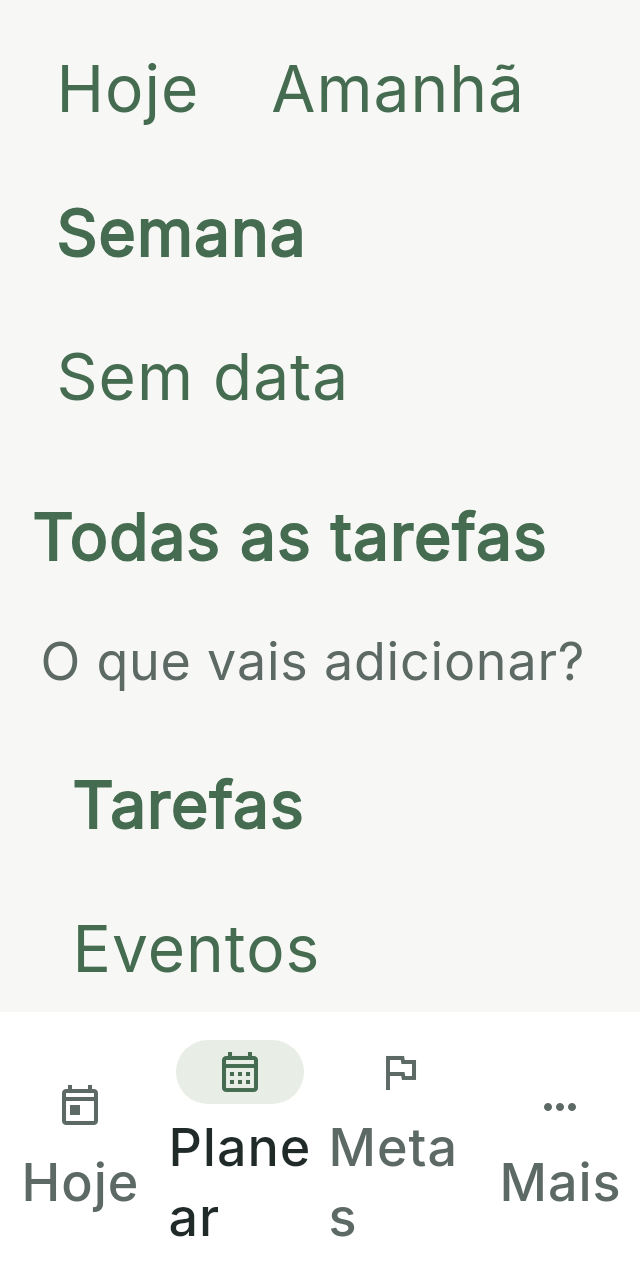 Hoje Amanhã
Semana
Sem data
Todas as tarefas
O que vais adicionar?
Tarefas
Eventos
Hoje
Plane
ar
Meta
s
Mais